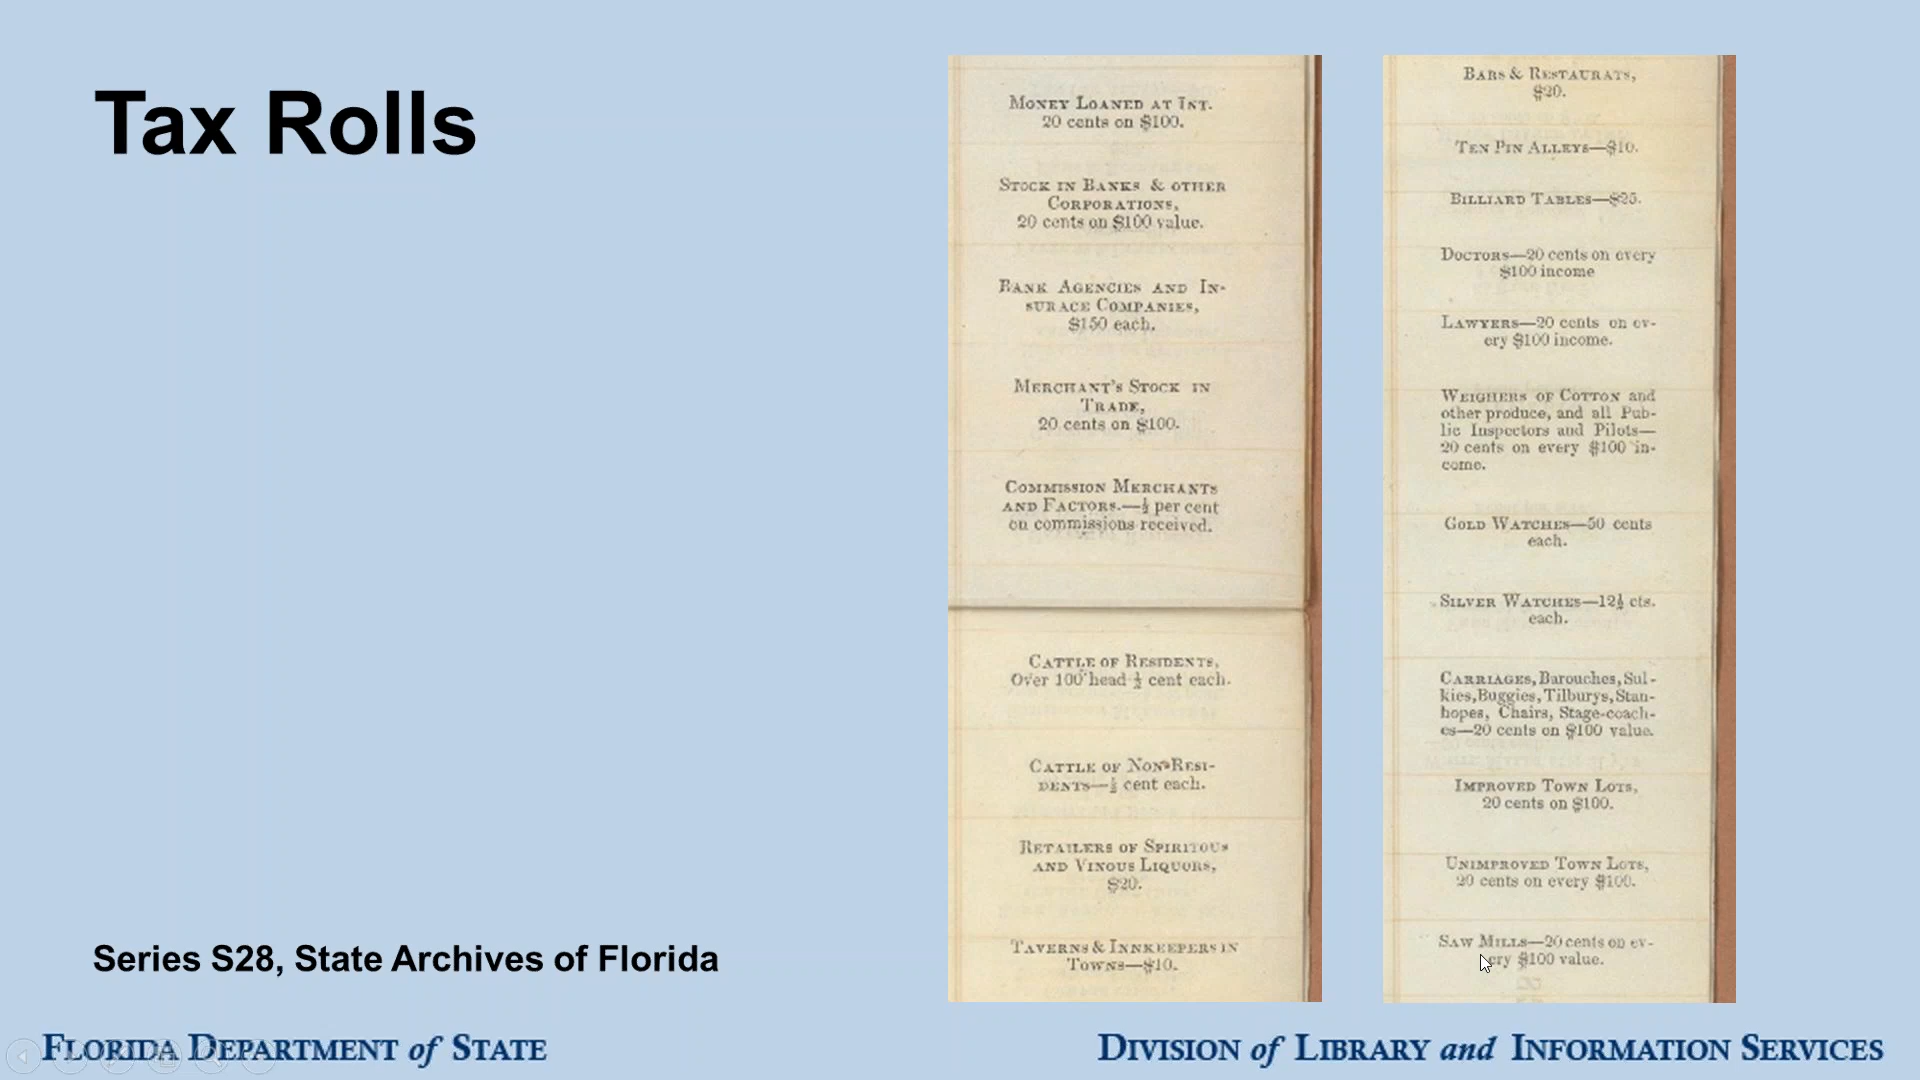 Tax Rolls
MONEY LOANED AT INT.
20 cents on $100.
STOCK IN BANKS & OTHER
CORPORATIONS,
20 cents on $100 value.
BANK AGENCIES AND IN-
SURACE COMPANIES,
$150 each.
MERCHANT'S STOCK IN
TRADE,
20 cents on $100.
COMMISSION MERCHANTS
AND FACTORS.—½ per cent
on commissions received.
CATTLE OF RESIDENTS,
Over 100 head ½ cent each.
CATTLE OF NON-RESI-
DENTS—½ cent each.
RETAILERS OF SPIRITOUS
AND VINOUS LIQUORS,
$20.
TAVERNS & INNKEEPERS IN
TOWNS—$10.
BARS & RESTAURATS,
$20.
TEN PIN ALLEYS—$10.
BILLIARD TABLES—$25.
DOCTORS—20 cents on every
$100 income
LAWYERS—20 cents on ev-
ery $100 income.
WEIGHERS OF COTTON and
other produce, and all Pub-
lic Inspectors and Pilots—
20 cents on every $100 in-
come.
GOLD WATCHES—50 cents
each.
SILVER WATCHES—12½ cts.
each.
CARRIAGES, Barouches, Sul-
kies, Buggies, Tilburys, Stan-
hopes, Chairs, Stage-coach-
es—20 cents on $100 value.
IMPROVED TOWN LOTS,
20 cents on $100.
UNIMPROVED TOWN LOTS,
20 cents on every $100.
SAW MILLS—20 cents on ev-
ery $100 value.
Series S28, State Archives of Florida
FLORIDA DEPARTMENT of STATE
DIVISION of LIBRARY and INFORMATION SERVICES